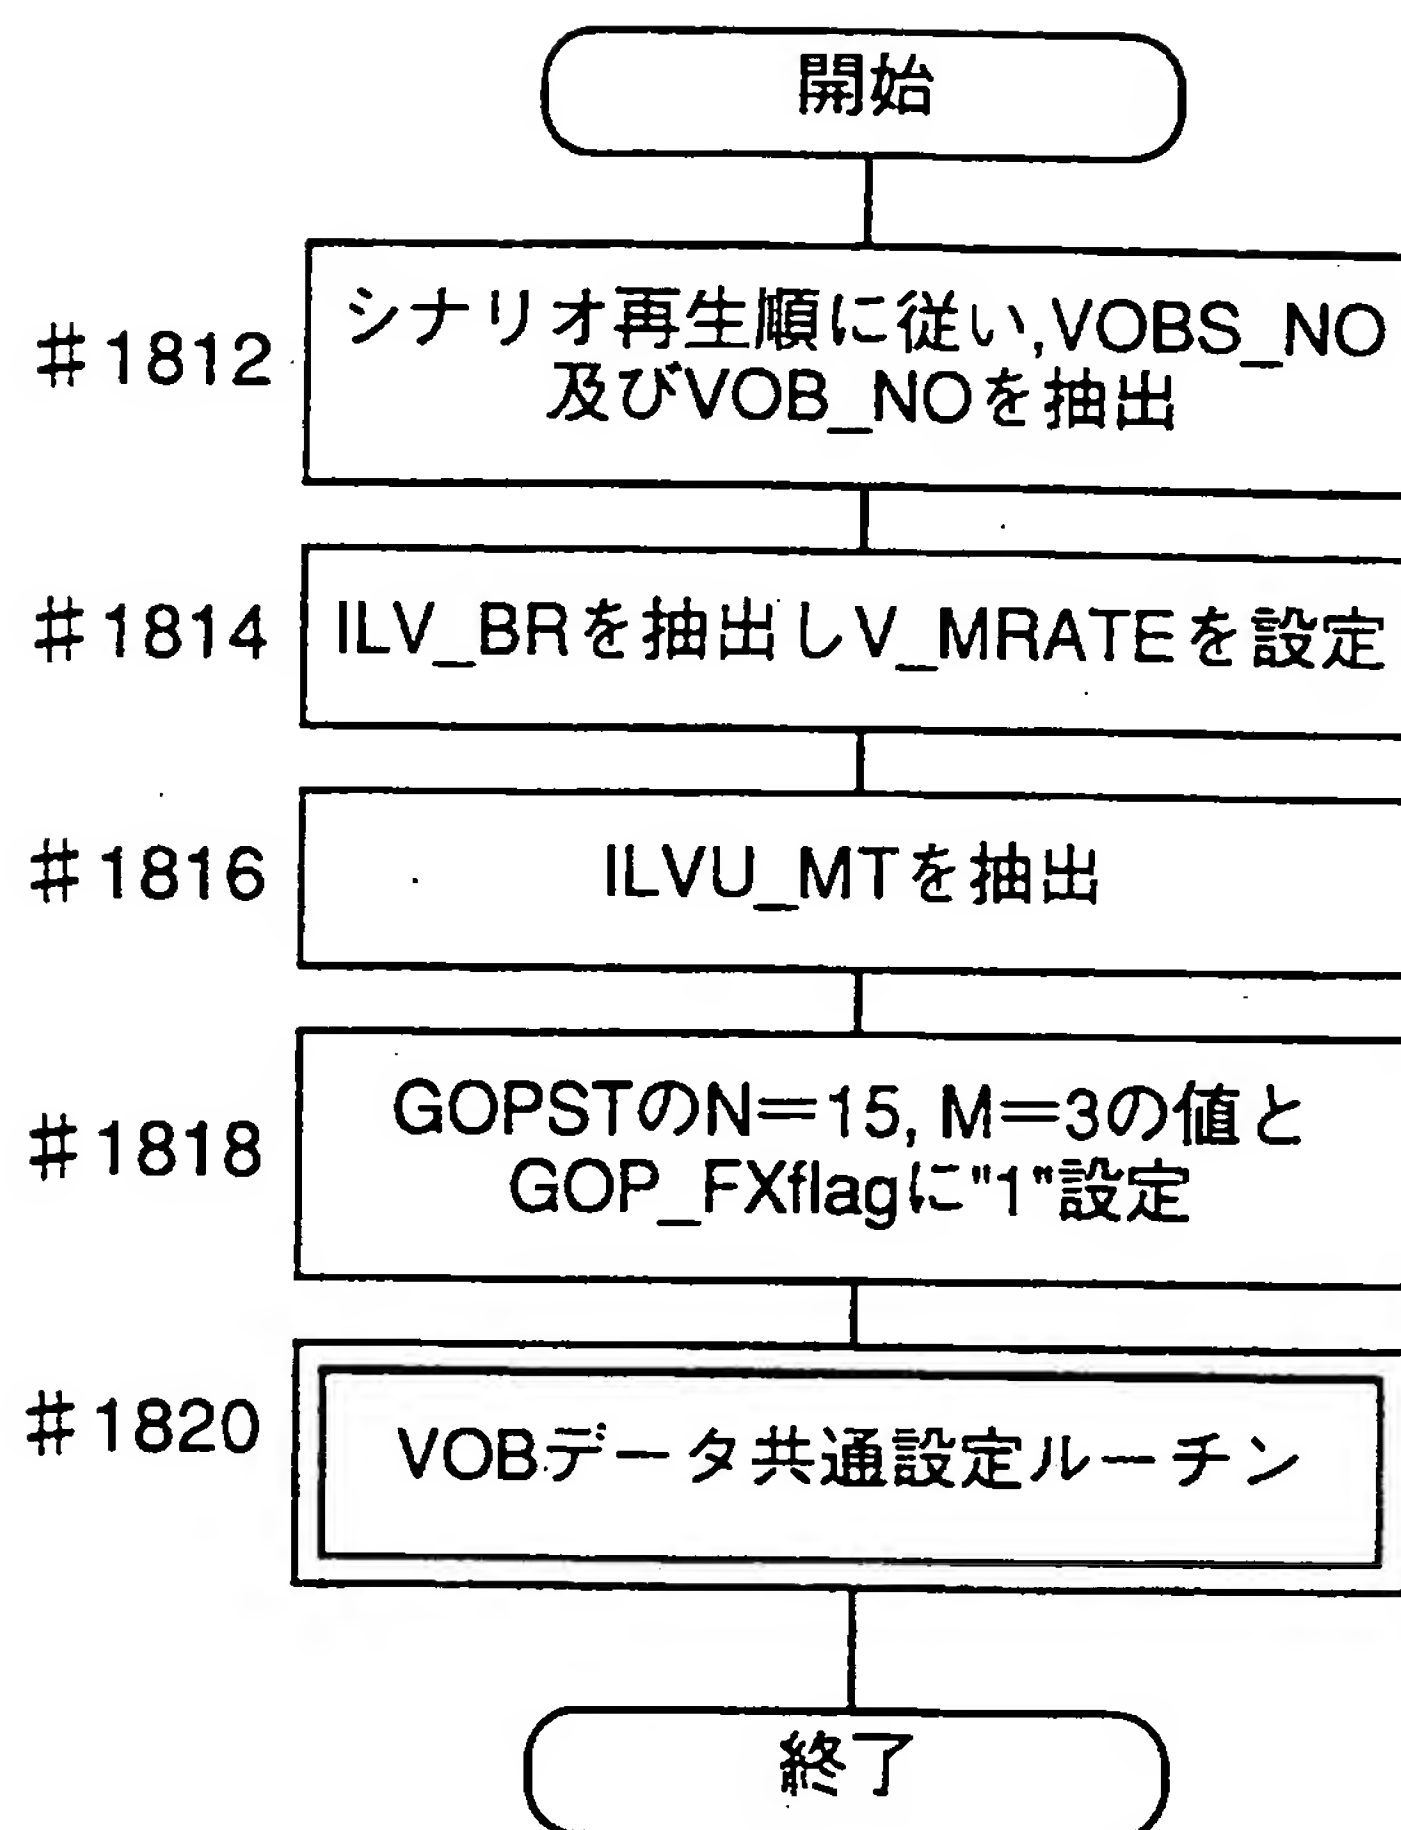 開始
#1812
シナリオ再生順に従い,VOBS_NO
及びVOB_NOを抽出
#1814
ILV_BRを抽出しV_MRATEを設定
#1816
ILVU_MTを抽出
#1818
GOPSTのN=15, M=3の値と
GOP_FXflagに"1"設定
#1820
VOBデータ共通設定ルーチン
終了